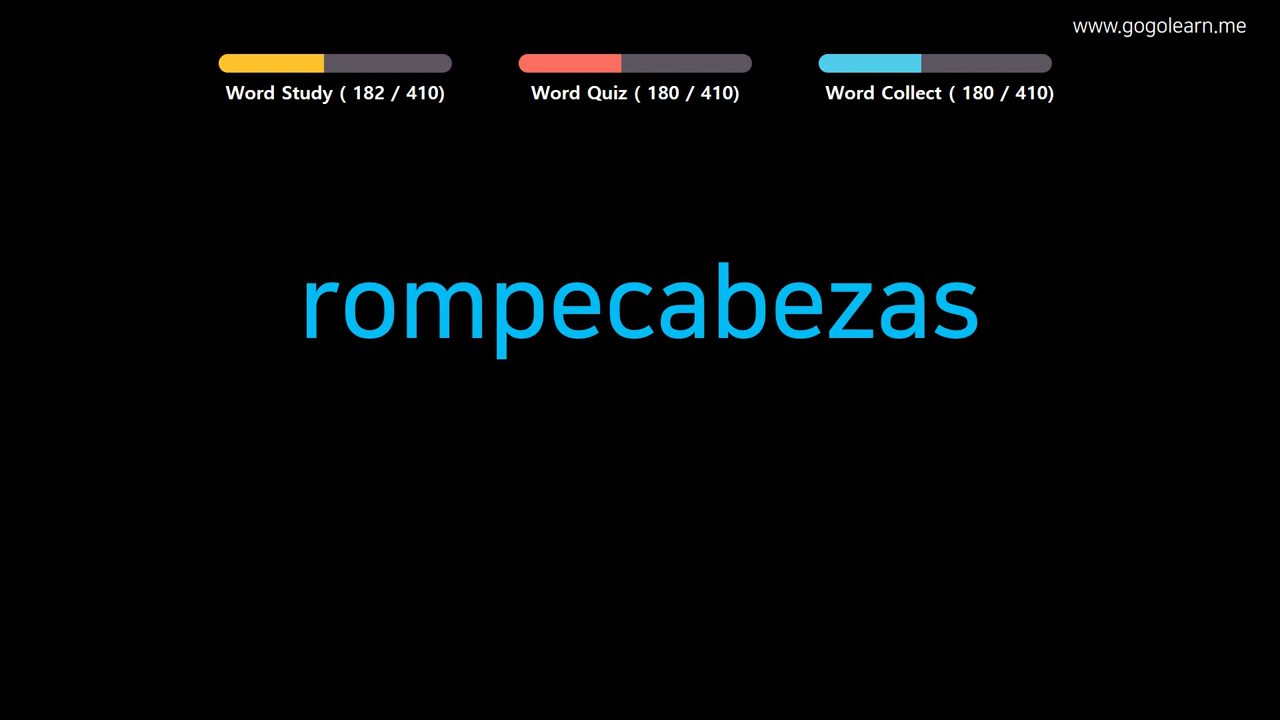 www.gogolearn.me
Word Study ( 182 / 410)
Word Quiz ( 180 / 410)
Word Collect ( 180 / 410)
rompecabezas